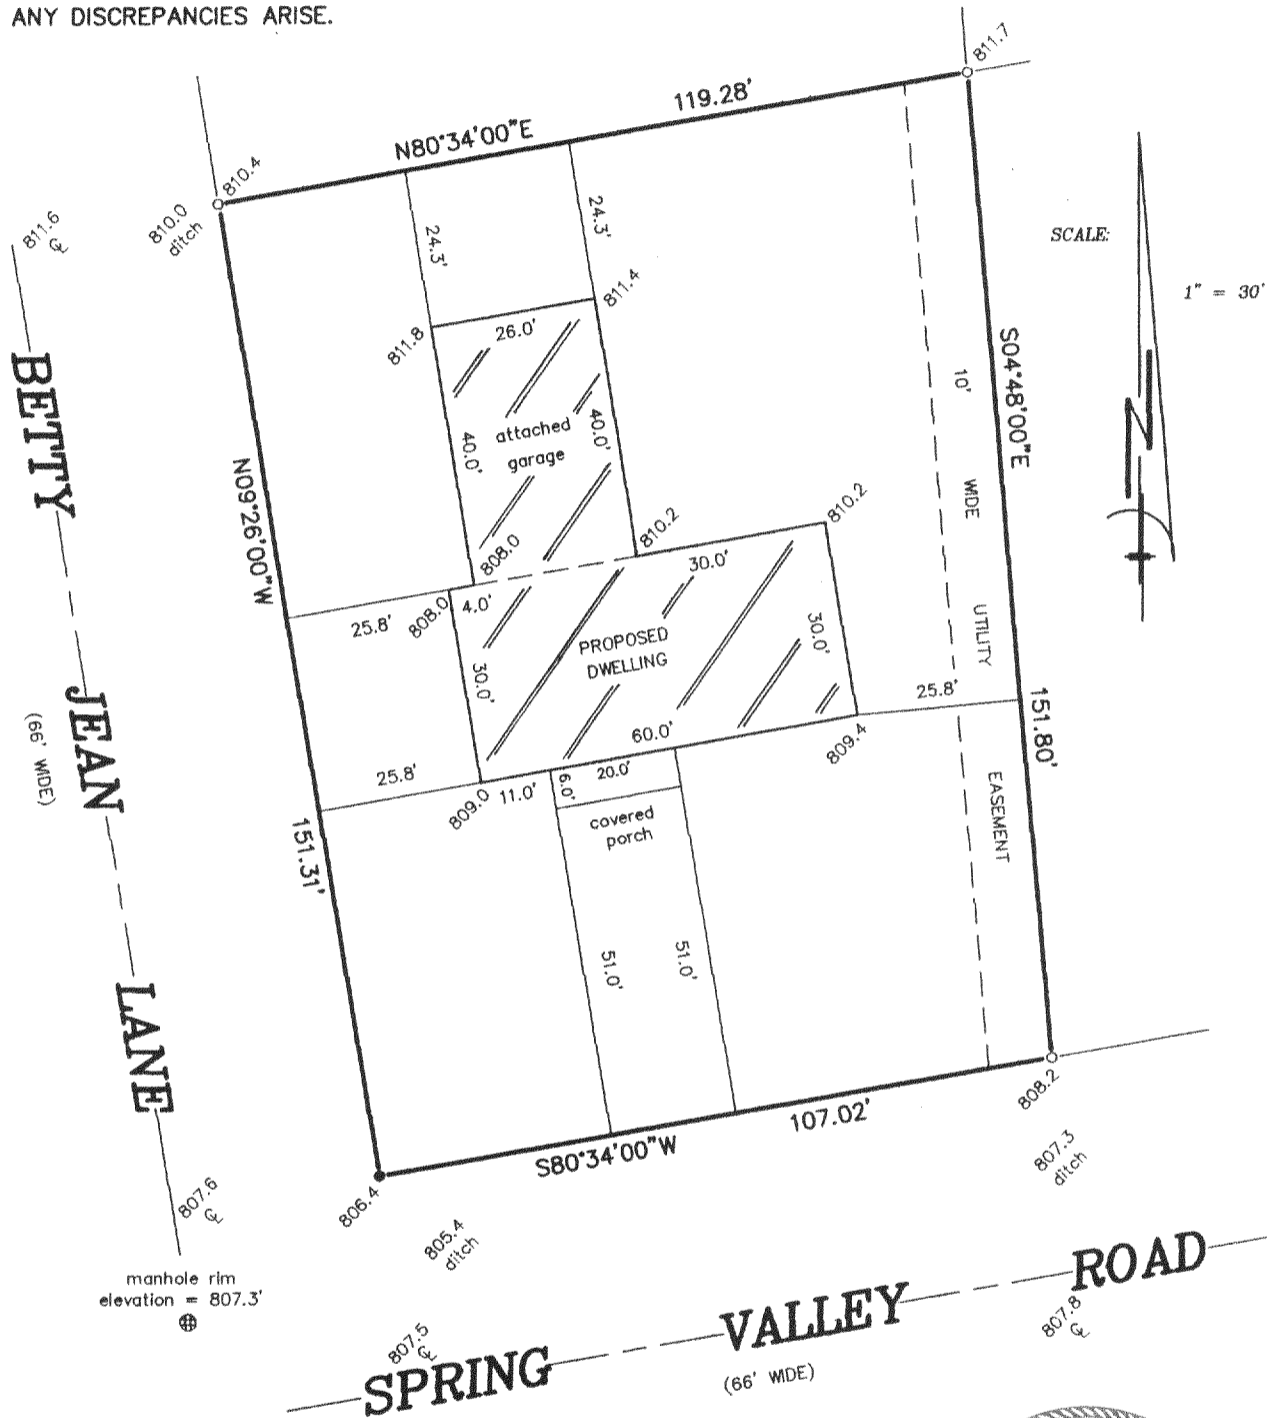 ANY DISCREPANCIES ARISE.
811.7
119.28'
N80°34'00"E
810.4
810.0
ditch
811.6
℄
24.3'
24.3'
SCALE:
1" = 30'
811.4
811.8
26.0'
S04°48'00"E
10'
WIDE
UTILITY
EASEMENT
40.0'
attached
garage
40.0'
BETTY
JEAN
LANE
(66' WIDE)
N09°26'00"W
810.2
810.2
808.0
30.0'
808.0
4.0'
25.8'
PROPOSED
DWELLING
30.0'
30.0'
25.8'
151.80'
60.0'
809.4
25.8'
809.0
11.0'
6.0'
20.0'
covered
porch
151.31'
51.0'
51.0'
N
808.2
107.02'
S80°34'00"W
807.3
ditch
806.4
805.4
ditch
807.6
℄
manhole rim
elevation = 807.3'
807.5
℄
807.8
℄
SPRING VALLEY ROAD
(66' WIDE)